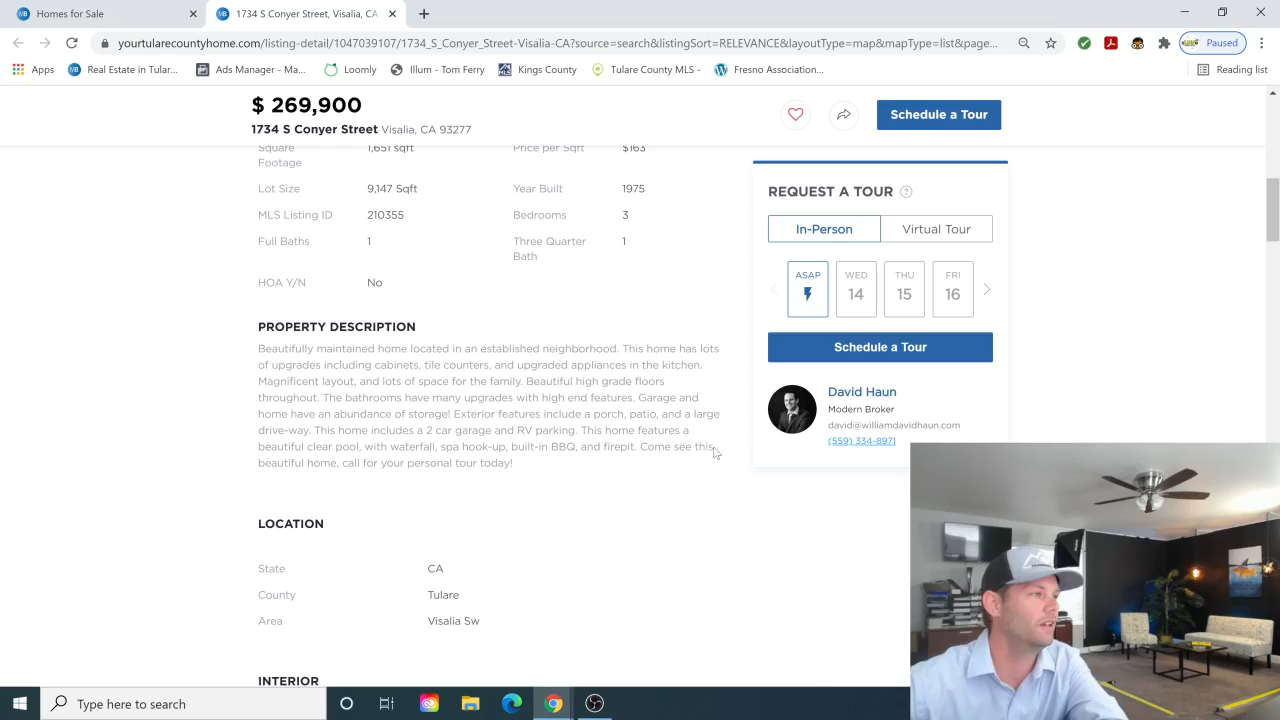 Homes for Sale
1734 S Conyer Street, Visalia, CA
yourtularecountyhome.com/listing-detail/1047039107/1734_S_Conyer_Street-Visalia-CA?source=search&listingSort=RELEVANCE&layoutType=map&mapType=list&page...
Paused
Apps
Real Estate in Tular...
Ads Manager - Ma...
Loomly
Illum - Tom Ferry
Kings County
Tulare County MLS -
Fresno Association...
Reading list
$ 269,900
1734 S Conyer Street Visalia, CA 93277
Schedule a Tour
Square Footage
1,651 sqft
Price per Sqft
$163
Lot Size
9,147 Sqft
Year Built
1975
MLS Listing ID
210355
Bedrooms
3
Full Baths
1
Three Quarter Bath
1
HOA Y/N
No
PROPERTY DESCRIPTION
Beautifully maintained home located in an established neighborhood. This home has lots
of upgrades including cabinets, tile counters, and upgraded appliances in the kitchen.
Magnificent layout, and lots of space for the family. Beautiful high grade floors
throughout. The bathrooms have many upgrades with high end features. Garage and
home have an abundance of storage! Exterior features include a porch, patio, and a large
drive-way. This home includes a 2 car garage and RV parking. This home features a
beautiful clear pool, with waterfall, spa hook-up, built-in BBQ, and firepit. Come see this
beautiful home, call for your personal tour today!
LOCATION
State
CA
County
Tulare
Area
Visalia Sw
INTERIOR
REQUEST A TOUR ?
In-Person
Virtual Tour
ASAP
WED
14
THU
15
FRI
16
Schedule a Tour
David Haun
Modern Broker
david@williamdavidhaun.com
(559) 334-8971
Type here to search